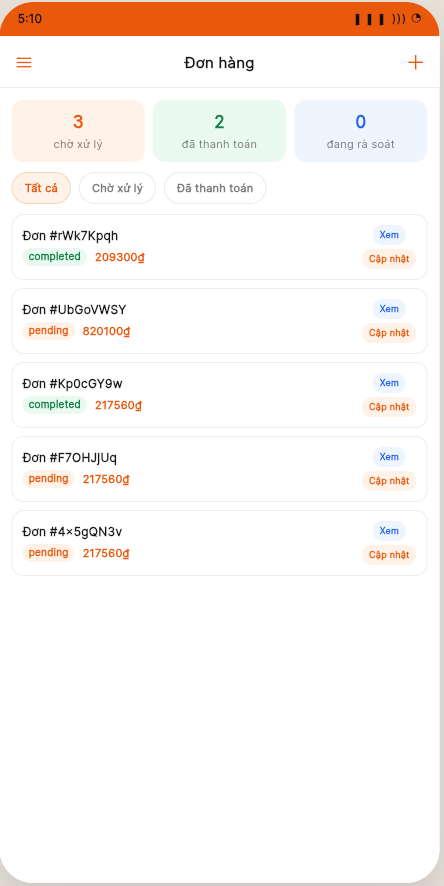 5:10
Đơn hàng
3
chờ xử lý
2
đã thanh toán
0
đang rà soát
Tất cả
Chờ xử lý
Đã thanh toán
Đơn #rWk7Kpqh
Xem
completed 209300₫
Cập nhật
Đơn #UbGoVWSY
Xem
pending 820100₫
Cập nhật
Đơn #Kp0cGY9w
Xem
completed 217560₫
Cập nhật
Đơn #F7OHJJUq
Xem
pending 217560₫
Cập nhật
Đơn #4×5gQN3v
Xem
pending 217560₫
Cập nhật